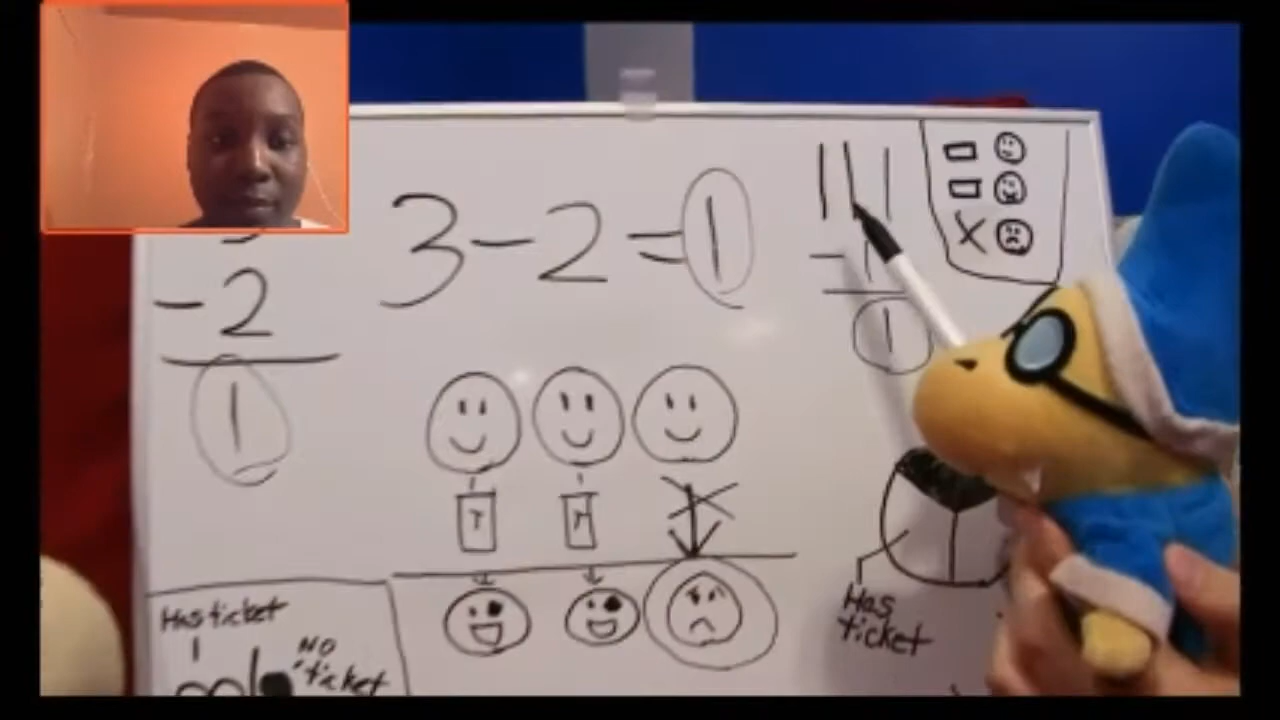 3 - 2 = 1
- 2
1
| | |
- 1
1
T
Has ticket
NO
ticket
Has
ticket